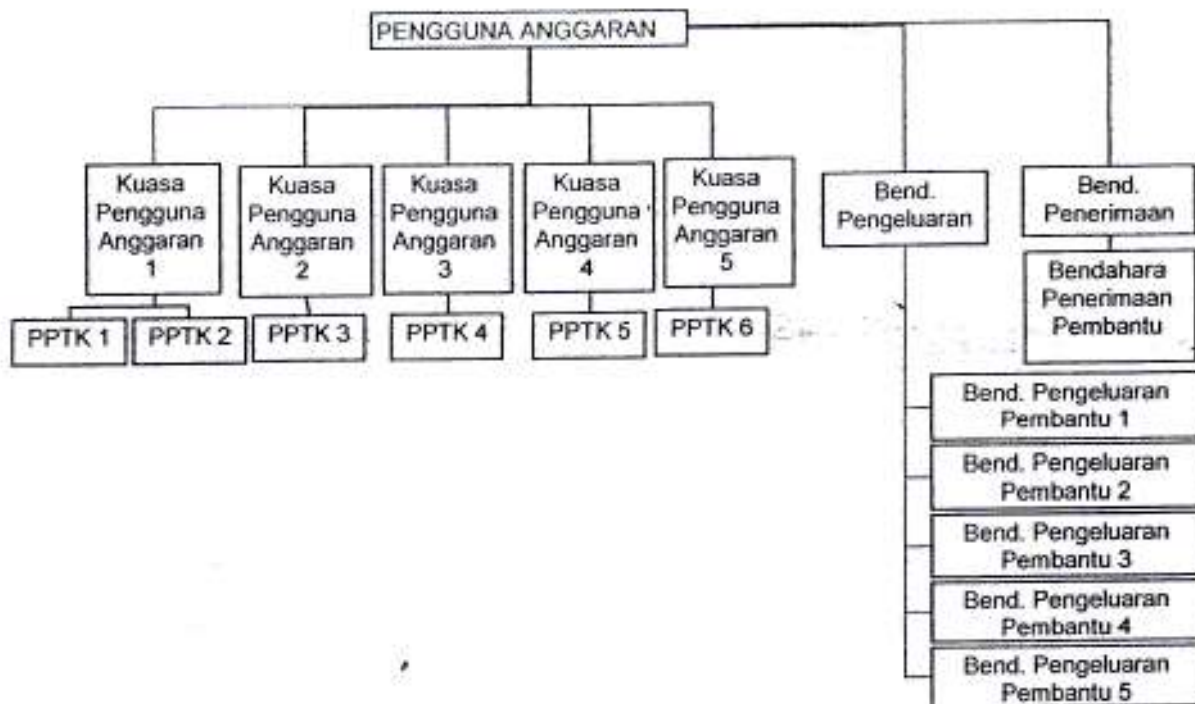 PENGGUNA ANGGARAN
Kuasa
Pengguna
Anggaran
1
Kuasa
Pengguna
Anggaran
2
Kuasa
Pengguna
Anggaran
3
Kuasa
Pengguna
Anggaran
4
Kuasa
Pengguna
Anggaran
5
Bend.
Pengeluaran
Bend.
Penerimaan
Bendahara
Penerimaan
Pembantu
PPTK 1
PPTK 2
PPTK 3
PPTK 4
PPTK 5
PPTK 6
Bend. Pengeluaran
Pembantu 1
Bend. Pengeluaran
Pembantu 2
Bend. Pengeluaran
Pembantu 3
Bend. Pengeluaran
Pembantu 4
Bend. Pengeluaran
Pembantu 5